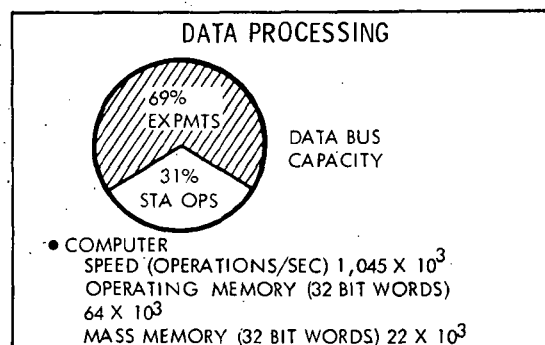 DATA PROCESSING
69%
EXPMTS
DATA BUS
CAPACITY
31%
STA OPS
• COMPUTER
SPEED (OPERATIONS/SEC) 1,045 X 10³
OPERATING MEMORY (32 BIT WORDS)
64 X 10³
MASS MEMORY (32 BIT WORDS) 22 X 10³